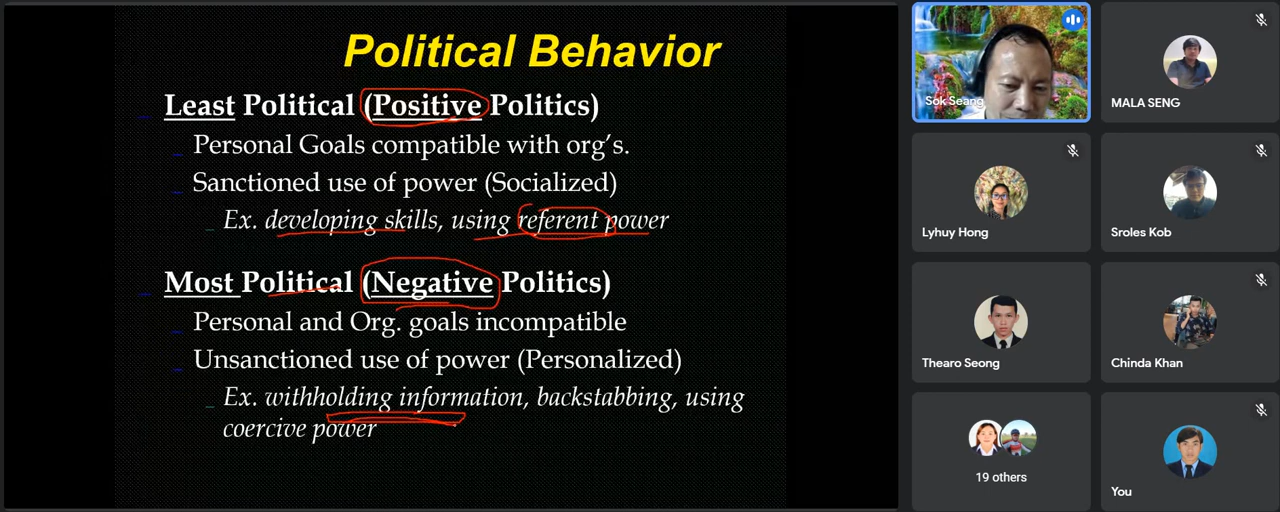 Political Behavior
Least Political (Positive Politics)
Personal Goals compatible with org's.
Sanctioned use of power (Socialized)
Ex. developing skills, using referent power
Most Political (Negative Politics)
Personal and Org. goals incompatible
Unsanctioned use of power (Personalized)
Ex. withholding information, backstabbing, using
coercive power
Sok Seang
MALA SENG
Lyhuy Hong
Sroles Kob
Thearo Seong
Chinda Khan
19 others
You